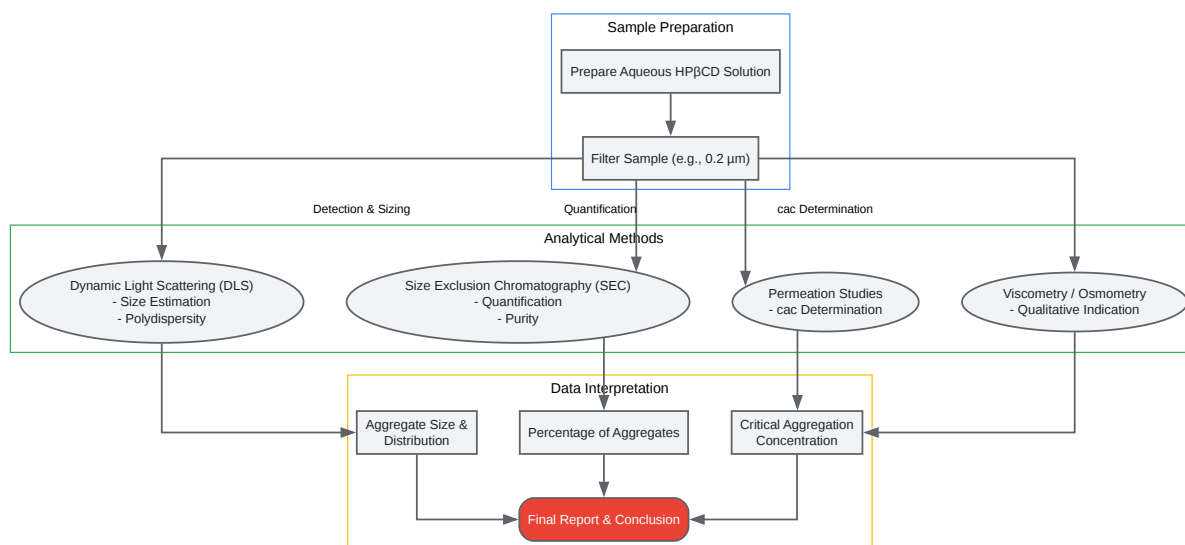 Sample Preparation
Prepare Aqueous HPβCD Solution
Filter Sample (e.g., 0.2 µm)
Detection & Sizing
Quantification
cac Determination
Analytical Methods
Dynamic Light Scattering (DLS)
- Size Estimation
- Polydispersity
Size Exclusion Chromatography (SEC)
- Quantification
- Purity
Permeation Studies
- cac Determination
Viscometry / Osmometry
- Qualitative Indication
Data Interpretation
Aggregate Size &
Distribution
Percentage of Aggregates
Critical Aggregation
Concentration
Final Report & Conclusion